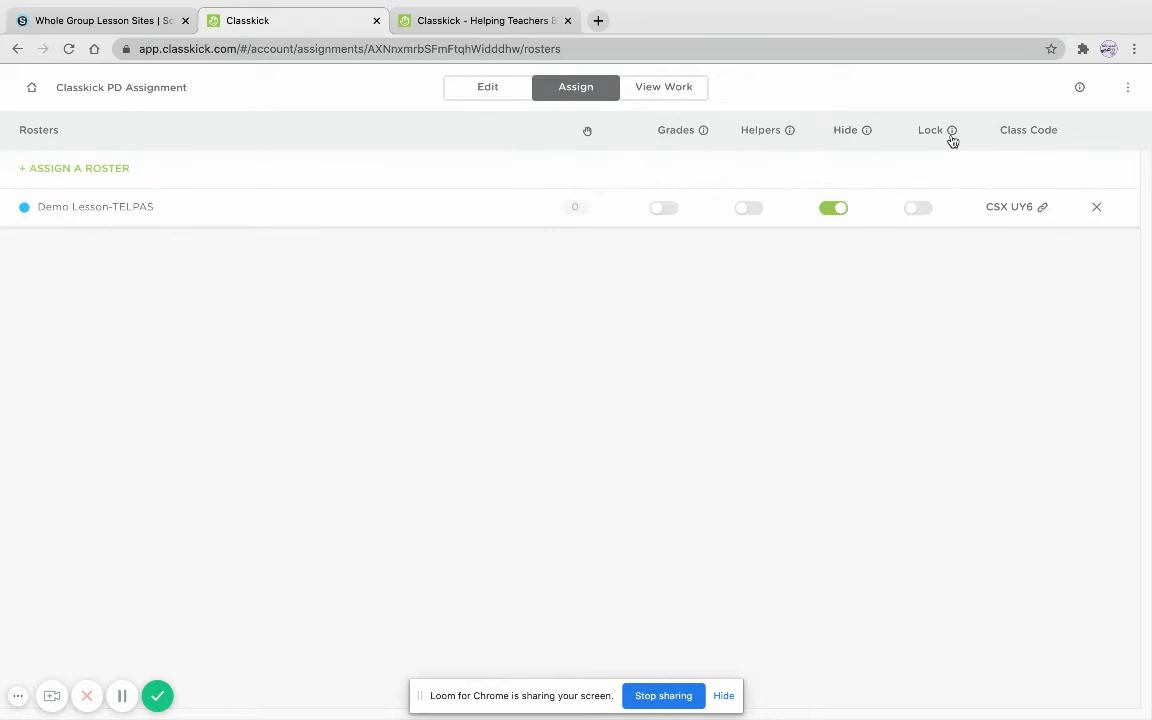 Whole Group Lesson Sites | Sc
Classkick
Classkick - Helping Teachers E
app.classkick.com/#/account/assignments/AXNnxmrbSFmFtqhWidddhw/rosters
Classkick PD Assignment
Edit
Assign
View Work
Rosters
Grades
Helpers
Hide
Lock
Class Code
+ ASSIGN A ROSTER
Demo Lesson-TELPAS
0
CSX UY6
Loom for Chrome is sharing your screen.
Stop sharing
Hide